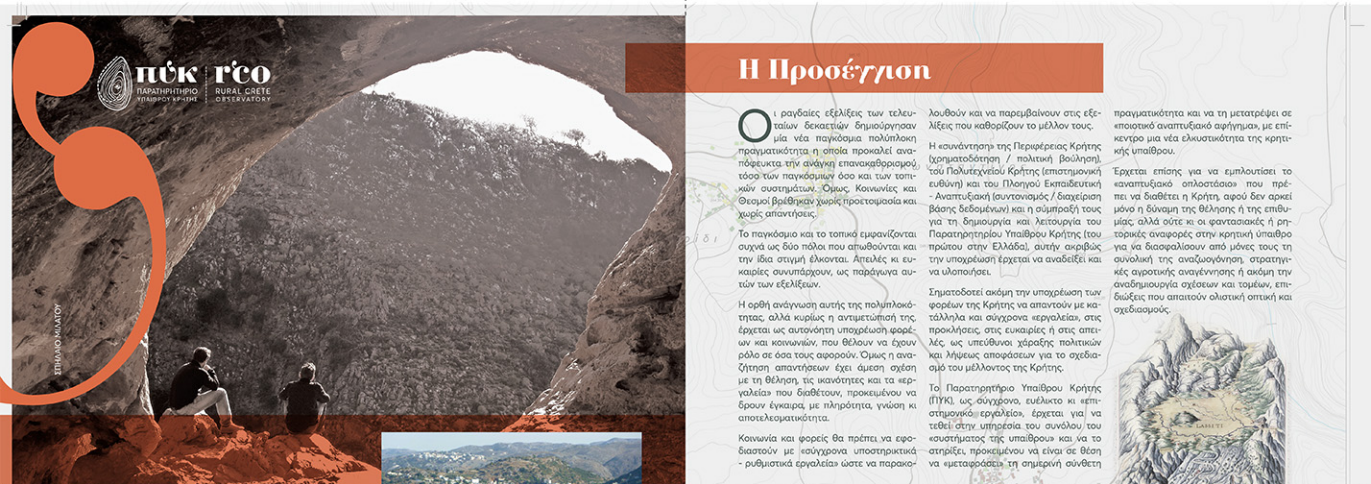 πύκ
ΠΑΡΑΤΗΡΗΤΗΡΙΟ
ΥΠΑΙΘΡΟΥ ΚΡΗΤΗΣ
r'co
RURAL CRETE
OBSERVATORY
ΣΠΗΛΑΙΟ ΜΙΛΑΤΟΥ
Η Προσέγγιση
Οι ραγδαίες εξελίξεις των τελευ-
ταίων δεκαετιών δημιούργησαν
μία νέα παγκόσμια πολύπλοκη
πραγματικότητα η οποία προκαλεί ανα-
πόφευκτα την ανάγκη επανακαθορισμού
τόσο των παγκόσμιων όσο και των τοπι-
κών συστημάτων. Όμως, Κοινωνίες και
Θεσμοί βρέθηκαν χωρίς προετοιμασία και
χωρίς απαντήσεις.
Το παγκόσμιο και το τοπικό εμφανίζονται
συχνά ως δύο πόλοι που απωθούνται και
την ίδια στιγμή έλκονται. Απειλές κι ευ-
καιρίες συνυπάρχουν, ως παράγωγα αυ-
τών των εξελίξεων.
Η ορθή ανάγνωση αυτής της πολυπλοκό-
τητας, αλλά κυρίως η αντιμετώπισή της,
έρχεται ως αυτονόητη υποχρέωση φορέ-
ων και κοινωνιών, που θέλουν να έχουν
ρόλο σε όσα τους αφορούν. Όμως η ανα-
ζήτηση απαντήσεων έχει άμεση σχέση
με τη θέληση, τις ικανότητες και τα «ερ-
γαλεία» που διαθέτουν, προκειμένου να
δρουν έγκαιρα, με πληρότητα, γνώση κι
αποτελεσματικότητα.
Κοινωνία και φορείς θα πρέπει να εφο-
διαστούν με «σύγχρονα υποστηρικτικά
- ρυθμιστικά εργαλεία» ώστε να παρακο-
λουθούν και να παρεμβαίνουν στις εξε-
λίξεις που καθορίζουν το μέλλον τους.
Η «συνάντηση» της Περιφέρειας Κρήτης
(χρηματοδότηση / πολιτική βούληση),
του Πολυτεχνείου Κρήτης (επιστημονική
ευθύνη) και του Πλοηγού Εκπαιδευτική
- Αναπτυξιακή (συντονισμός / διαχείριση
βάσης δεδομένων) και η σύμπραξή τους
για τη δημιουργία και λειτουργία του
Παρατηρητηρίου Υπαίθρου Κρήτης (του
πρώτου στην Ελλάδα), αυτήν ακριβώς
την υποχρέωση έρχεται να αναδείξει και
να υλοποιήσει.
Σηματοδοτεί ακόμη την υποχρέωση των
φορέων της Κρήτης να απαντούν με κα-
τάλληλα και σύγχρονα «εργαλεία», στις
προκλήσεις, στις ευκαιρίες ή στις απει-
λές, ως υπεύθυνοι χάραξης πολιτικών
και λήψεως αποφάσεων για το σχεδια-
σμό του μέλλοντος της Κρήτης.
Το Παρατηρητήριο Υπαίθρου Κρήτης
(ΠΥΚ), ως σύγχρονο, ευέλικτο κι «επι-
στημονικό εργαλείο», έρχεται για να
τεθεί στην υπηρεσία του συνόλου του
«συστήματος της υπαίθρου» και να το
στηρίξει, προκειμένου να είναι σε θέση
να «μεταφράσει» τη σημερινή σύνθετη
πραγματικότητα και να τη μετατρέψει σε
«ποιοτικό αναπτυξιακό αφήγημα», με επί-
κεντρο μια νέα ελκυστικότητα της κρητι-
κής υπαίθρου.
Έρχεται επίσης για να εμπλουτίσει το
«αναπτυξιακό οπλοστάσιο» που πρέ-
πει να διαθέτει η Κρήτη, αφού δεν αρκεί
μόνο η δύναμη της θέλησης ή της επιθυ-
μίας, αλλά ούτε κι οι φαντασιακές ή ρη-
τορικές αναφορές στην κρητική ύπαιθρο
για να διασφαλίσουν από μόνες τους τη
συνολική της αναζωογόνηση, στρατηγι-
κές αγροτικής αναγέννησης ή ακόμη την
αναδημιουργία σχέσεων και τομέων, επι-
διώξεις που απαιτούν ολιστική οπτική και
σχεδιασμούς.
LASSITI